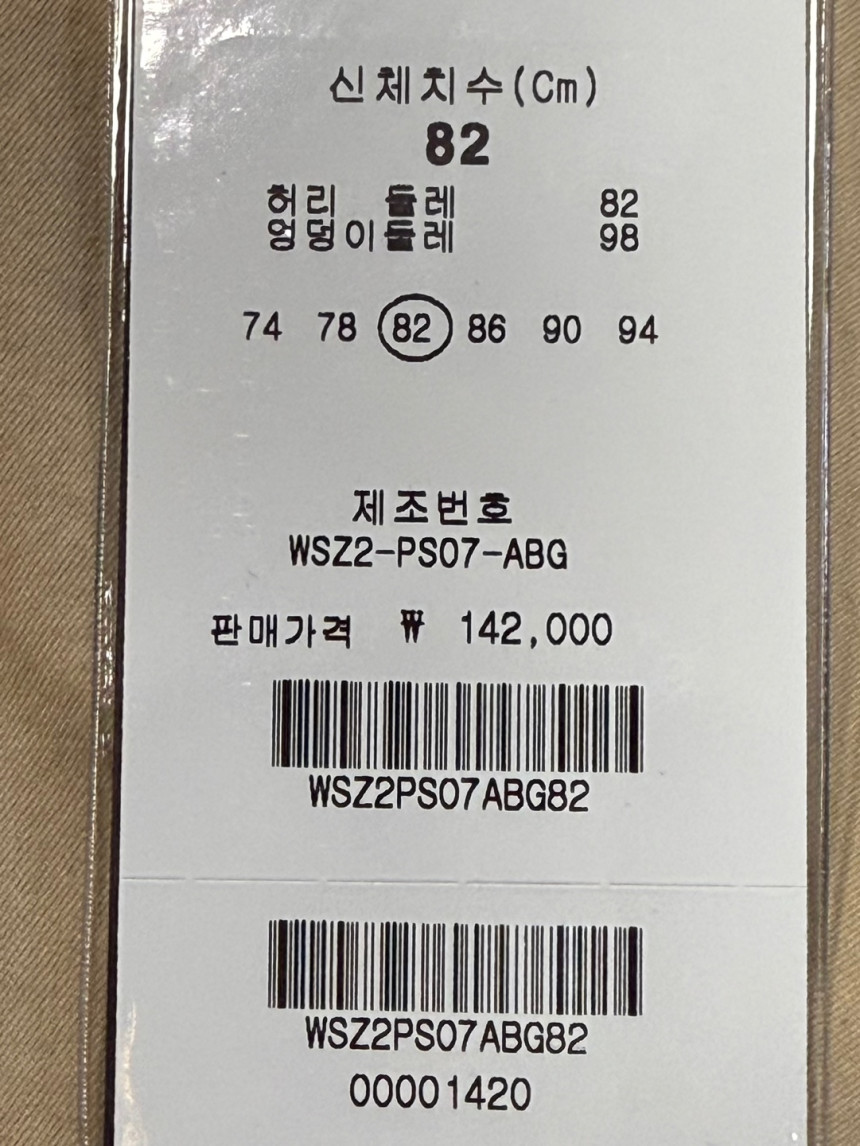 신체치수(Cm)
82
허리 둘레 82
엉덩이둘레 98
74 78 82 86 90 94
제조번호
WSZ2-PS07-ABG
판매가격 ₩ 142,000
WSZ2PS07ABG82
WSZ2PS07ABG82
00001420